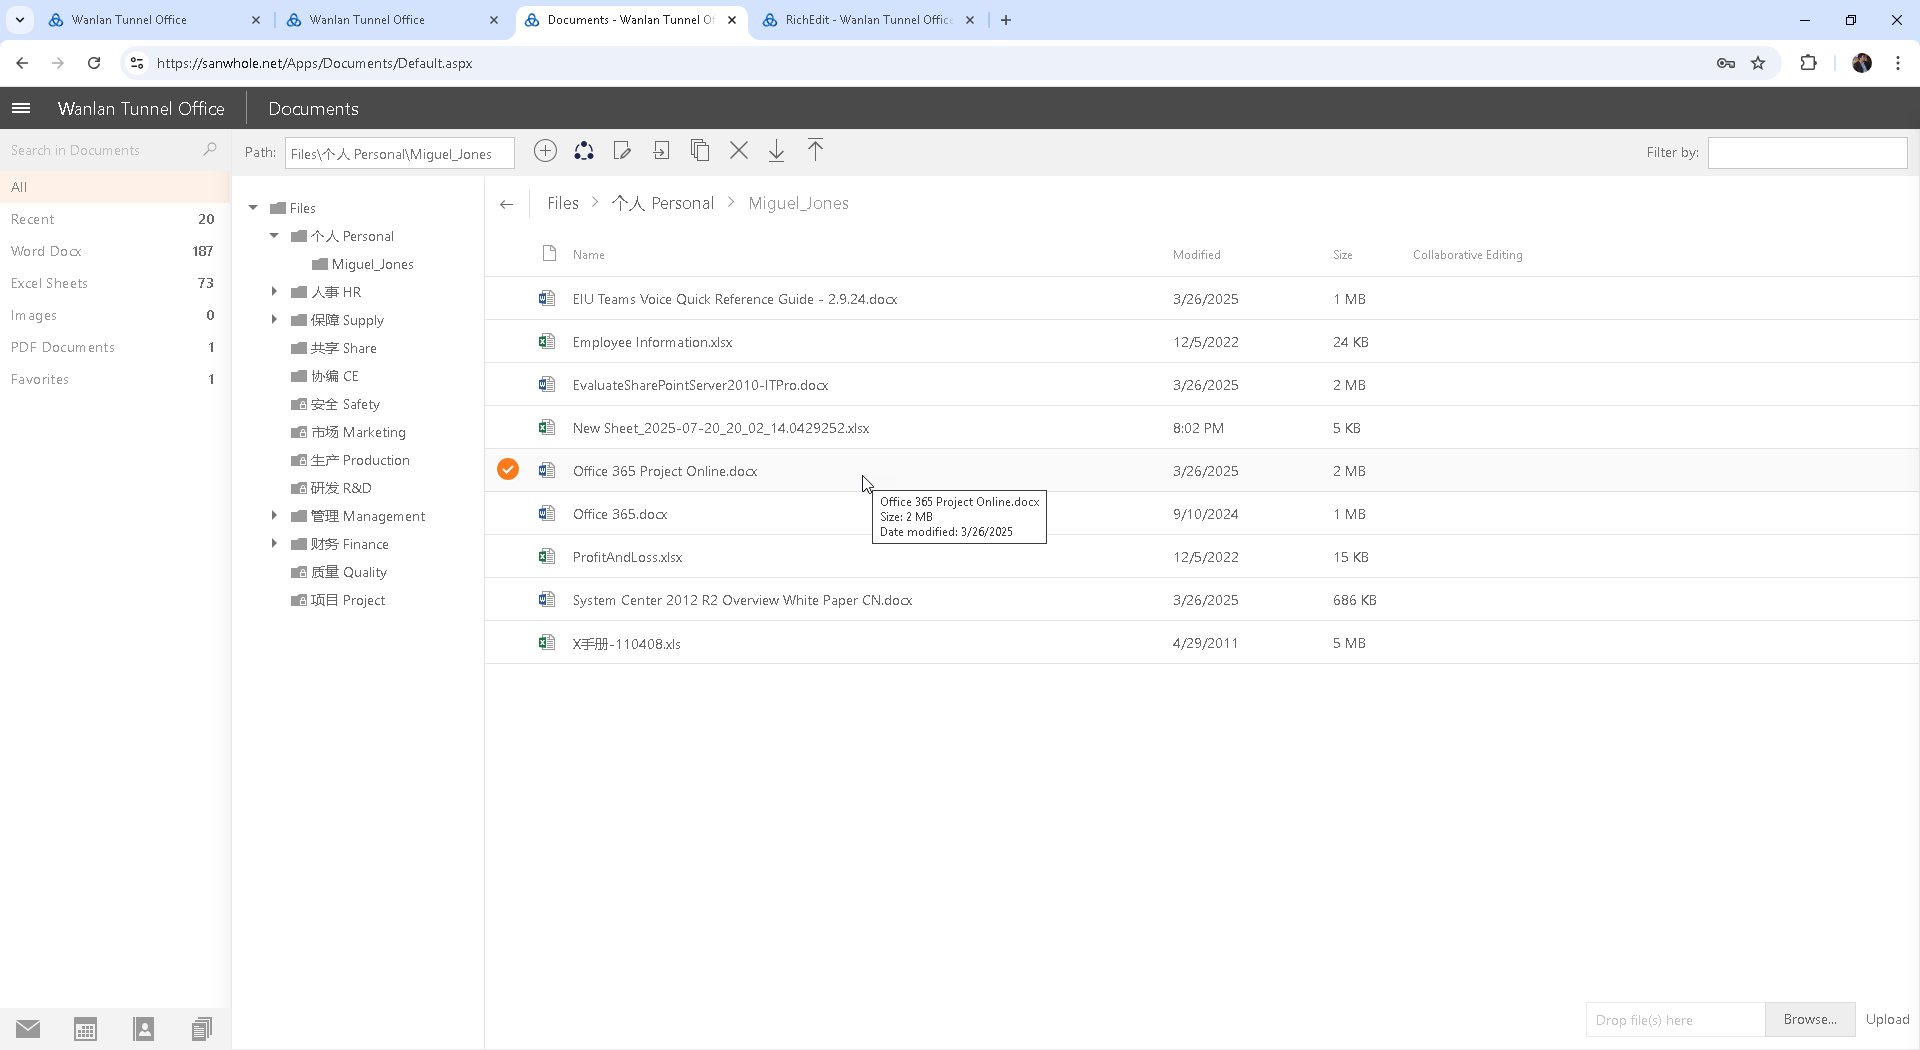 Wanlan Tunnel Office
Wanlan Tunnel Office
Documents - Wanlan Tunnel Of
RichEdit - Wanlan Tunnel Office
https://sanwhole.net/Apps/Documents/Default.aspx
Wanlan Tunnel Office
Documents
Search in Documents
All
Recent 20
Word Docx 187
Excel Sheets 73
Images 0
PDF Documents 1
Favorites 1
Path: Files\个人 Personal\Miguel_Jones
Filter by:
Files
个人 Personal
Miguel_Jones
人事 HR
保障 Supply
共享 Share
协编 CE
安全 Safety
市场 Marketing
生产 Production
研发 R&D
管理 Management
财务 Finance
质量 Quality
项目 Project
Files > 个人 Personal > Miguel_Jones
Name Modified Size Collaborative Editing
EIU Teams Voice Quick Reference Guide - 2.9.24.docx 3/26/2025 1 MB
Employee Information.xlsx 12/5/2022 24 KB
EvaluateSharePointServer2010-ITPro.docx 3/26/2025 2 MB
New Sheet_2025-07-20_20_02_14.0429252.xlsx 8:02 PM 5 KB
Office 365 Project Online.docx 3/26/2025 2 MB
Office 365 Project Online.docx
Size: 2 MB
Date modified: 3/26/2025
Office 365.docx 9/10/2024 1 MB
ProfitAndLoss.xlsx 12/5/2022 15 KB
System Center 2012 R2 Overview White Paper CN.docx 3/26/2025 686 KB
X手册-110408.xls 4/29/2011 5 MB
Drop file(s) here
Browse...
Upload